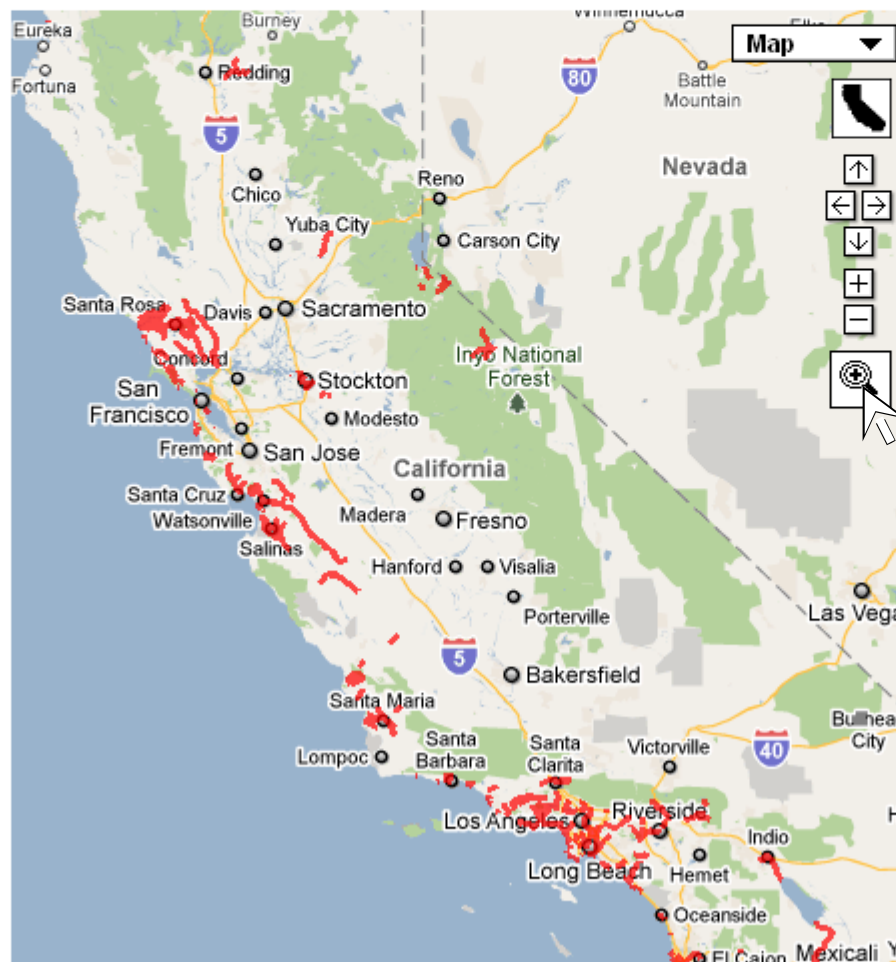 Winnemucca
Burney
Eureka
Map
Redding
80
Battle
Mountain
Fortuna
5
Nevada
Chico
Reno
Yuba City
Carson City
Santa Rosa
Davis
Sacramento
Concord
Inyo National
Forest
Stockton
San
Francisco
Modesto
Fremont
San Jose
California
Santa Cruz
Madera
Watsonville
Fresno
Salinas
Hanford
Visalia
Porterville
Las Vega
5
Bakersfield
Santa Maria
Bullhea
City
Santa
Barbara
Santa
Clarita
Victorville
40
Lompoc
Los Angeles
Riverside
Indio
Long Beach
Hemet
Oceanside
El Cajon
Mexicali
Y